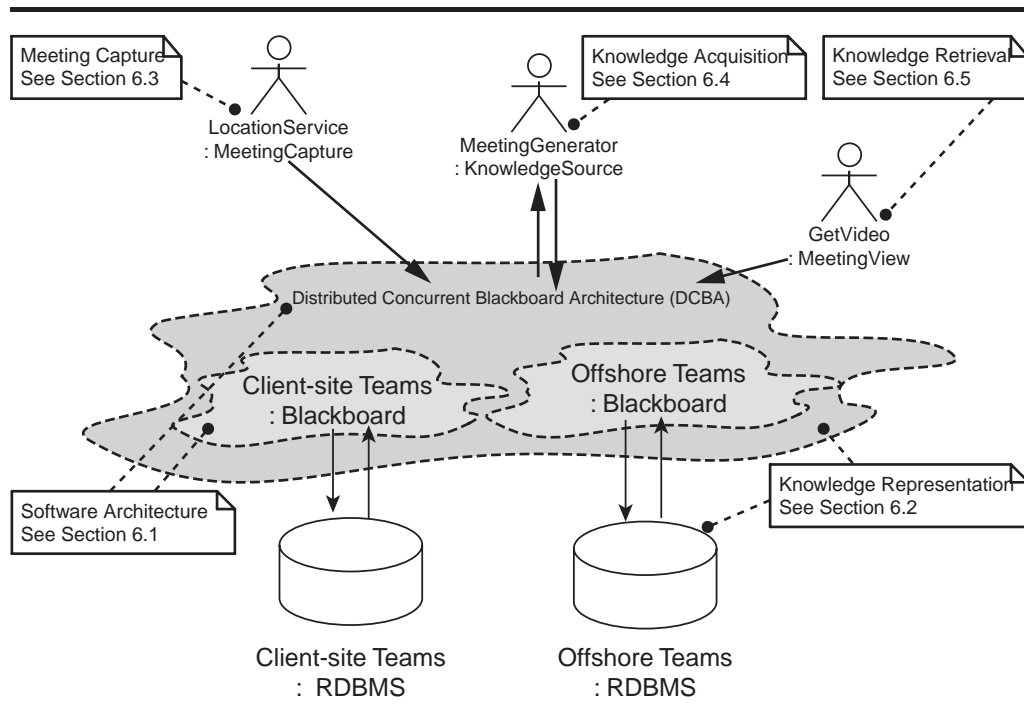 Meeting Capture
See Section 6.3
Knowledge Acquisition
See Section 6.4
Knowledge Retrieval
See Section 6.5
LocationService
: MeetingCapture
MeetingGenerator
: KnowledgeSource
GetVideo
: MeetingView
Distributed Concurrent Blackboard Architecture (DCBA)
Client-site Teams
: Blackboard
Offshore Teams
: Blackboard
Software Architecture
See Section 6.1
Knowledge Representation
See Section 6.2
Client-site Teams
: RDBMS
Offshore Teams
: RDBMS